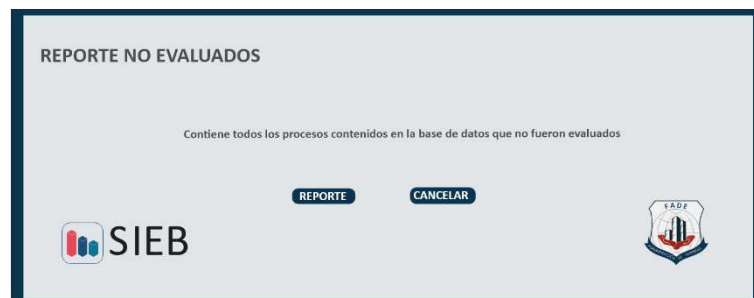 REPORTE NO EVALUADOS
Contiene todos los procesos contenidos en la base de datos que no fueron evaluados
REPORTE
CANCELAR
SIEB
FADE